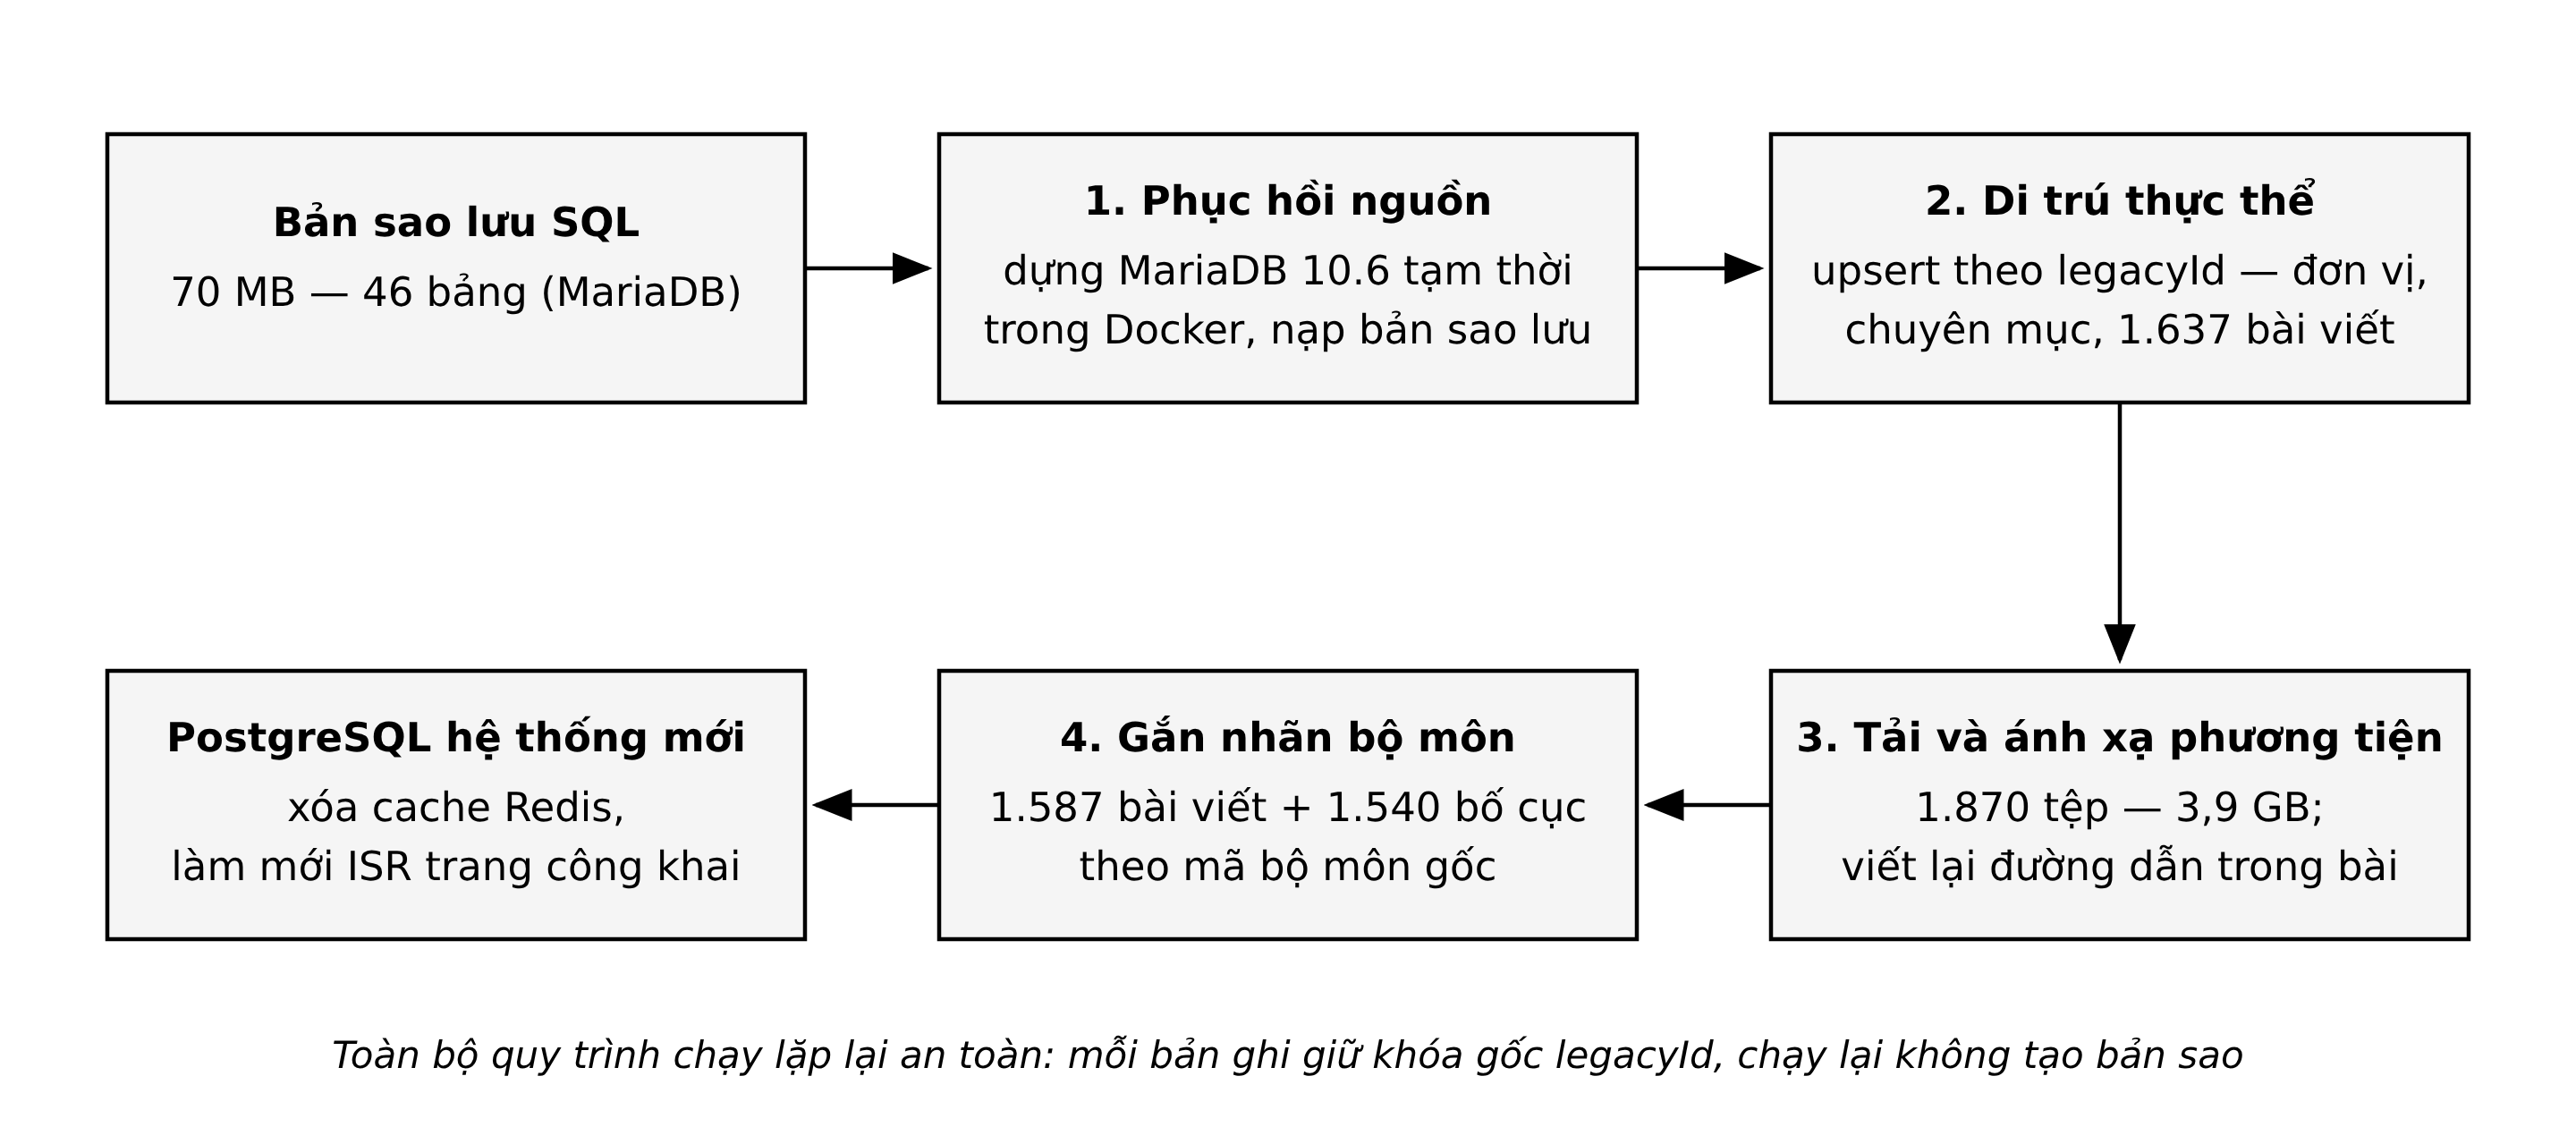 Bản sao lưu SQL
70 MB — 46 bảng (MariaDB)
1. Phục hồi nguồn
dựng MariaDB 10.6 tạm thời
trong Docker, nạp bản sao lưu
2. Di trú thực thể
upsert theo legacyId — đơn vị,
chuyên mục, 1.637 bài viết
3. Tải và ánh xạ phương tiện
1.870 tệp — 3,9 GB;
viết lại đường dẫn trong bài
4. Gắn nhãn bộ môn
1.587 bài viết + 1.540 bố cục
theo mã bộ môn gốc
PostgreSQL hệ thống mới
xóa cache Redis,
làm mới ISR trang công khai
Toàn bộ quy trình chạy lặp lại an toàn: mỗi bản ghi giữ khóa gốc legacyId, chạy lại không tạo bản sao